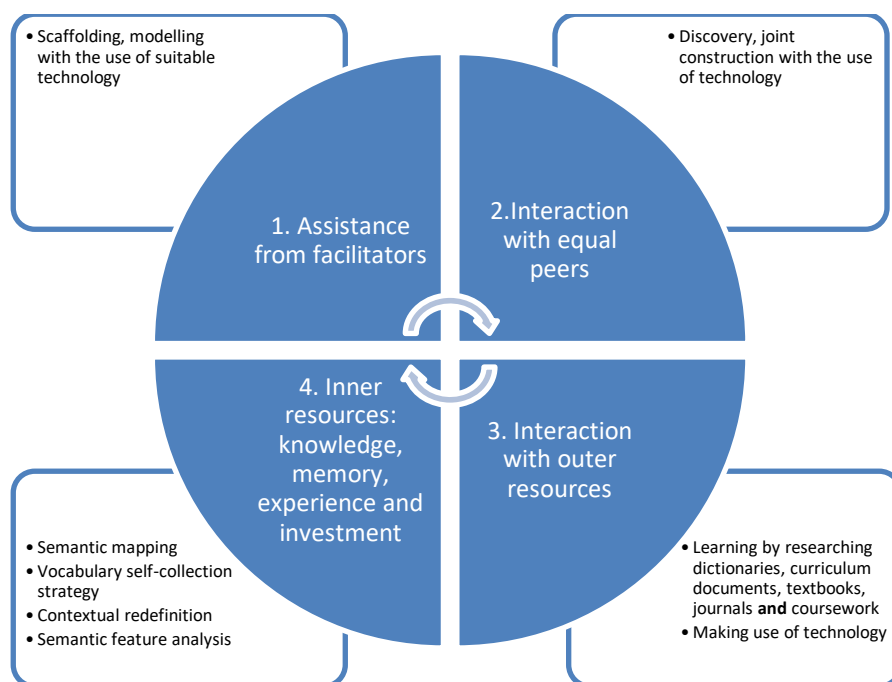 • Scaffolding, modelling
with the use of suitable
technology
• Discovery, joint
construction with the use
of technology
1. Assistance
from facilitators
2.Interaction
with equal
peers
4. Inner
resources:
knowledge,
memory,
experience and
investment
3. Interaction
with outer
resources
• Semantic mapping
• Vocabulary self-collection
strategy
• Contextual redefinition
• Semantic feature analysis
• Learning by researching
dictionaries, curriculum
documents, textbooks,
journals and coursework
• Making use of technology